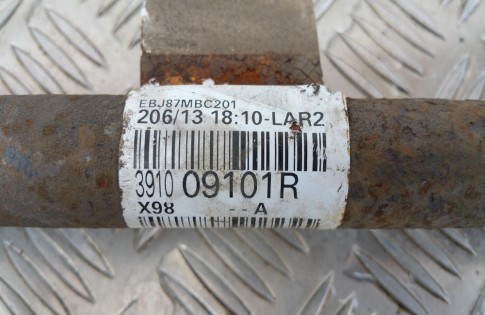 EBJ87MBC201
206/13 18:10-LAR2
3910 09101R
X98 -- A